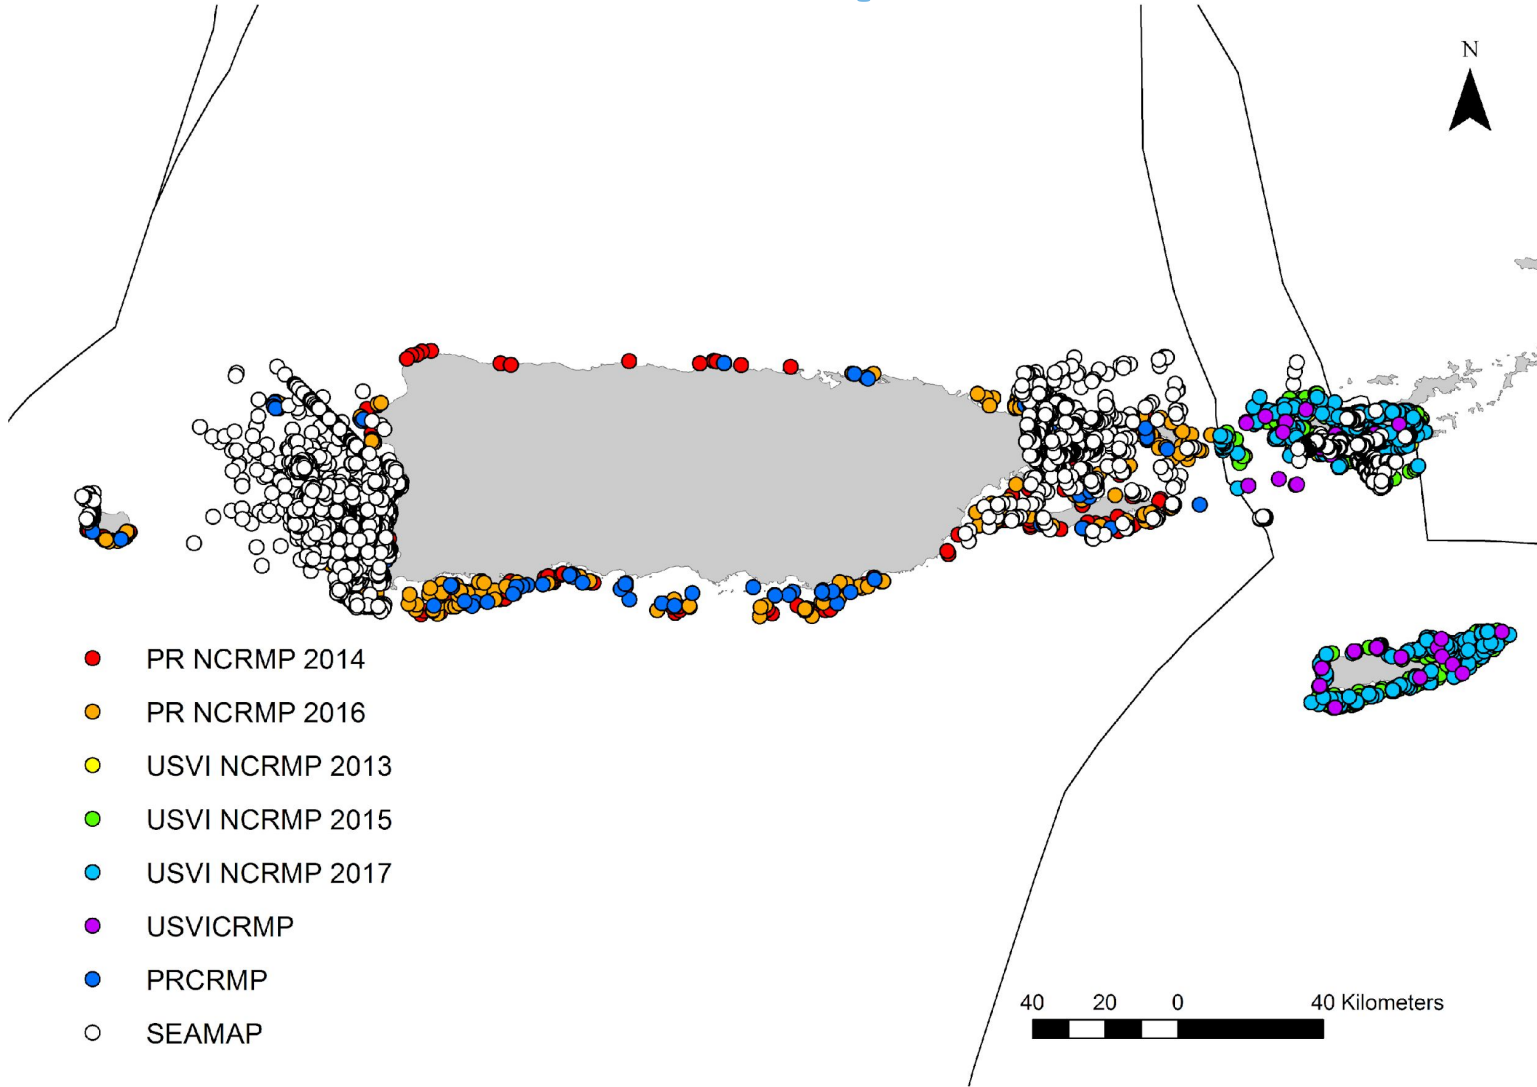 N
PR NCRMP 2014
PR NCRMP 2016
USVI NCRMP 2013
USVI NCRMP 2015
USVI NCRMP 2017
USVICRMP
PRCRMP
SEAMAP
40 20 0 40 Kilometers